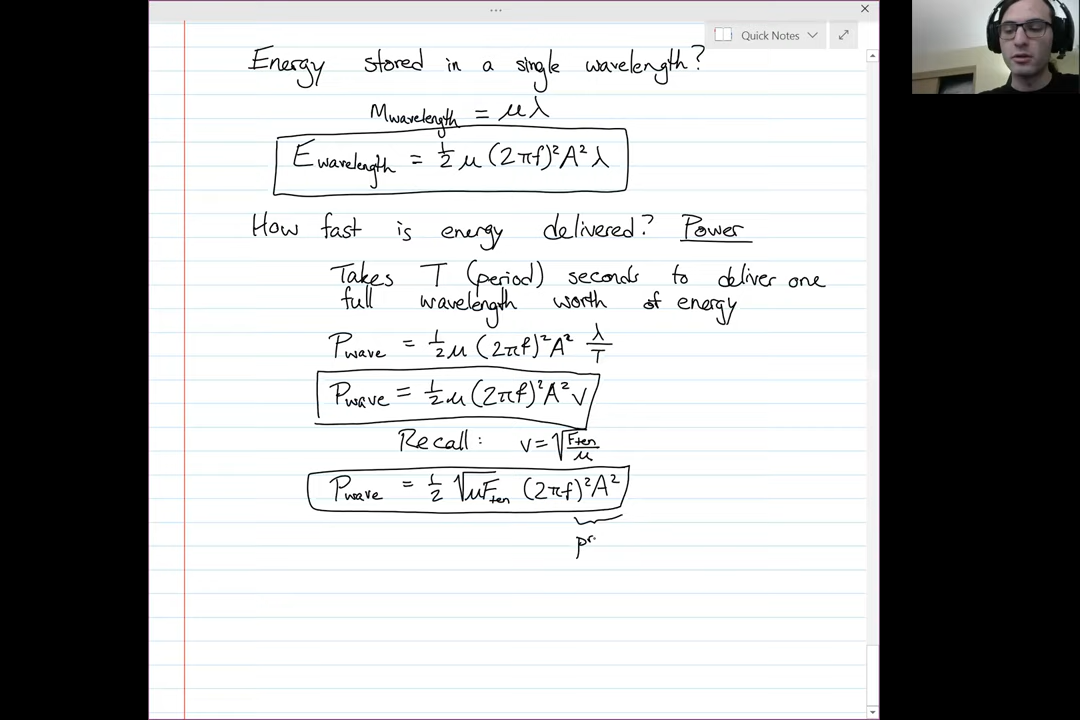 Quick Notes
Energy stored in a single wavelength?
Mwavelength = μλ
Ewavelength = 1/2 μ (2πf)² A² λ
How fast is energy delivered? Power
Takes T (period) seconds to deliver one
full wavelength worth of energy
Pwave = 1/2 μ (2πf)² A² λ/T
Pwave = 1/2 μ (2πf)² A² v
Recall: v = √(Ften/μ)
Pwave = 1/2 √(μFten) (2πf)² A²
pr